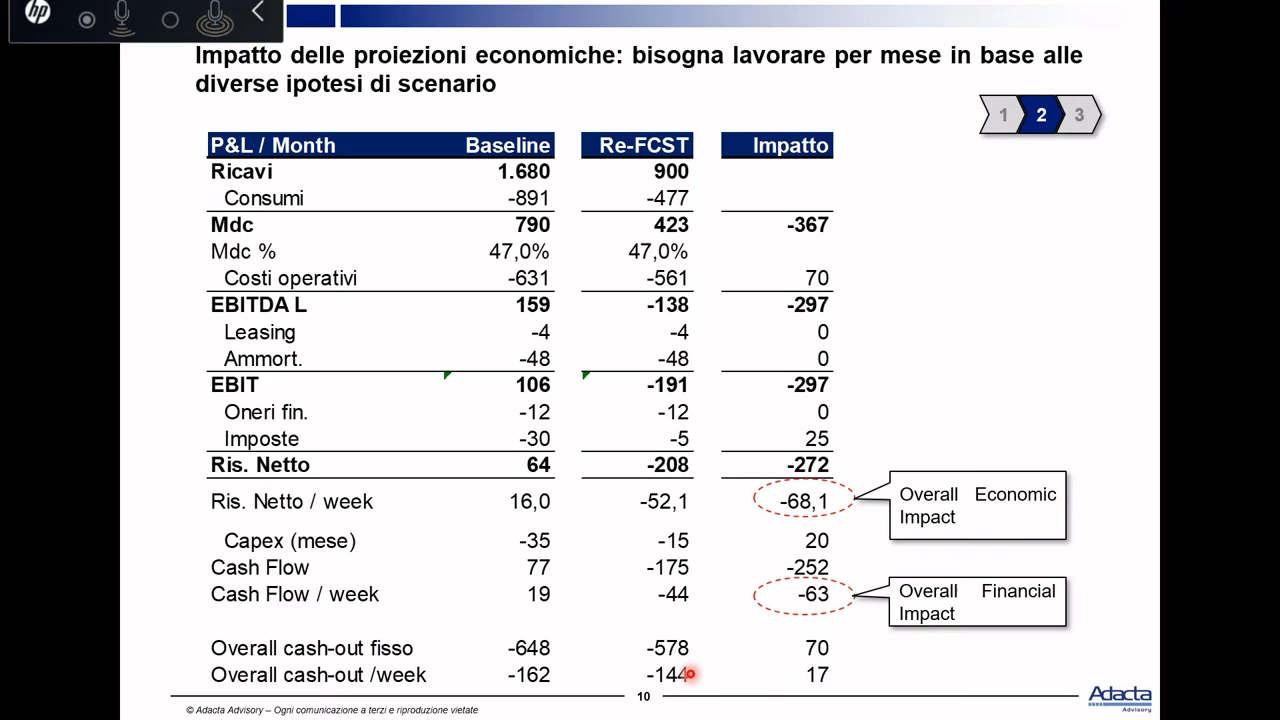 hp
Impatto delle proiezioni economiche: bisogna lavorare per mese in base alle
diverse ipotesi di scenario
1 2 3
P&L / Month Baseline Re-FCST Impatto
Ricavi 1.680 900
Consumi -891 -477
Mdc 790 423 -367
Mdc % 47,0% 47,0%
Costi operativi -631 -561 70
EBITDA L 159 -138 -297
Leasing -4 -4 0
Ammort. -48 -48 0
EBIT 106 -191 -297
Oneri fin. -12 -12 0
Imposte -30 -5 25
Ris. Netto 64 -208 -272
Ris. Netto / week 16,0 -52,1 -68,1
Overall Economic
Impact
Capex (mese) -35 -15 20
Cash Flow 77 -175 -252
Cash Flow / week 19 -44 -63
Overall Financial
Impact
Overall cash-out fisso -648 -578 70
Overall cash-out /week -162 -144 17
10
© Adacta Advisory – Ogni comunicazione a terzi e riproduzione vietate
Adacta
Advisory